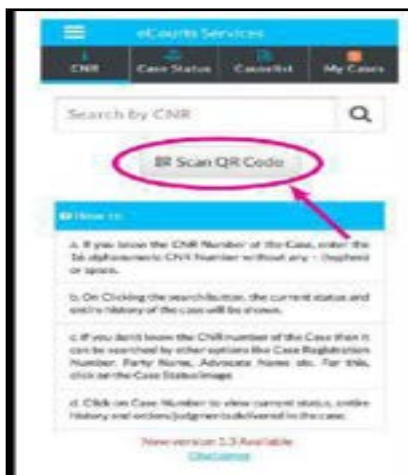 eCourts Services
CNR
Case Status
Cause list
My Cases
Search by CNR
Scan QR Code
How to
a. If you know the CNR Number of the Case, enter the
16 alphanumeric CNR Number without any - (hyphen)
or space.
b. On Clicking the search button, the current status and
entire history of the case will be shown.
c. If you don't know the CNR number of the Case then it
can be searched by other options like Case Registration
Number, Party Name, Advocate Name etc. For this,
click on the Case Status image
d. Click on Case Number to view current status, entire
history and orders/judgments delivered in the case.
New version 1.3 Available
Disclaimer